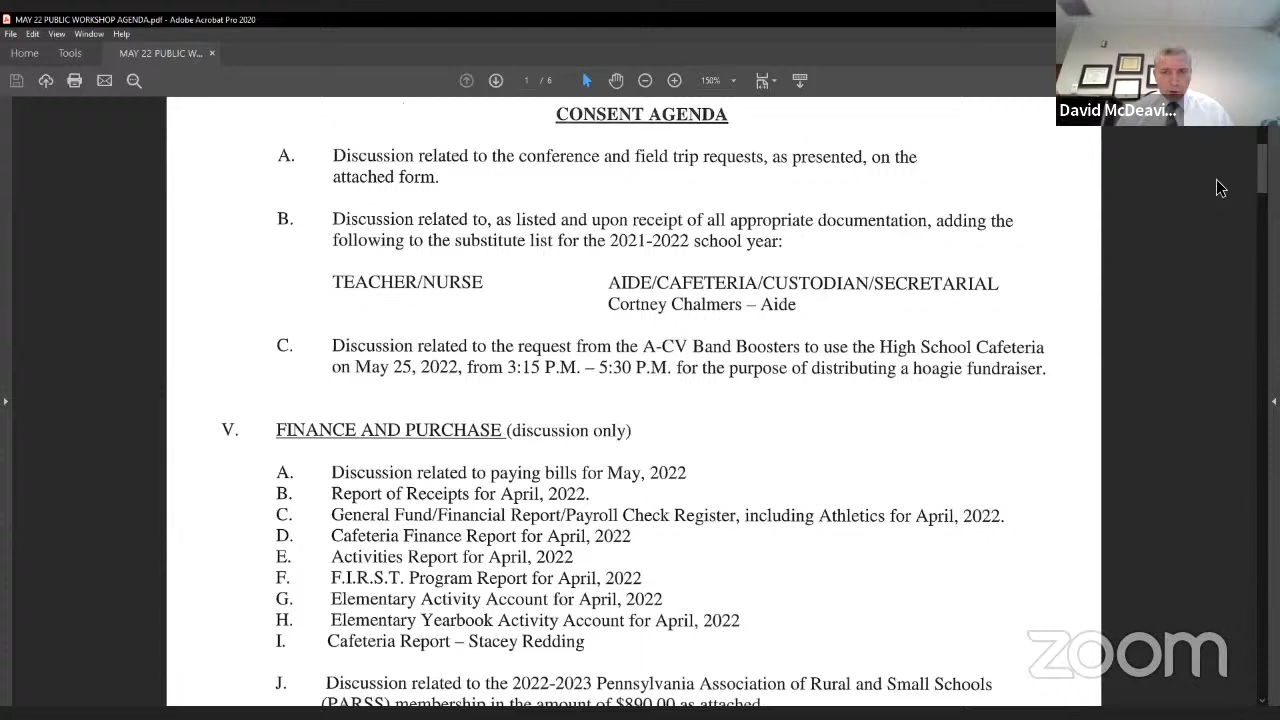 MAY 22 PUBLIC WORKSHOP AGENDA.pdf - Adobe Acrobat Pro 2020
File Edit View Window Help
Home Tools MAY 22 PUBLIC W... ×
1 / 6 150%
David McDeavi...
CONSENT AGENDA
A. Discussion related to the conference and field trip requests, as presented, on the
attached form.
B. Discussion related to, as listed and upon receipt of all appropriate documentation, adding the
following to the substitute list for the 2021-2022 school year:
TEACHER/NURSE AIDE/CAFETERIA/CUSTODIAN/SECRETARIAL
Cortney Chalmers – Aide
C. Discussion related to the request from the A-CV Band Boosters to use the High School Cafeteria
on May 25, 2022, from 3:15 P.M. – 5:30 P.M. for the purpose of distributing a hoagie fundraiser.
V. FINANCE AND PURCHASE (discussion only)
A. Discussion related to paying bills for May, 2022
B. Report of Receipts for April, 2022.
C. General Fund/Financial Report/Payroll Check Register, including Athletics for April, 2022.
D. Cafeteria Finance Report for April, 2022
E. Activities Report for April, 2022
F. F.I.R.S.T. Program Report for April, 2022
G. Elementary Activity Account for April, 2022
H. Elementary Yearbook Activity Account for April, 2022
I. Cafeteria Report – Stacey Redding
J. Discussion related to the 2022-2023 Pennsylvania Association of Rural and Small Schools
(PARSS) membership in the amount of $890.00 as attached
zoom